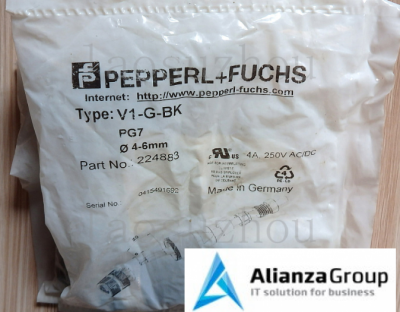 PEPPERL+FUCHS
Internet: http://www.pepperl-fuchs.com
Type: V1-G-BK
PG7
Ø 4-6mm
Part No.: 224883
4A, 250V AC/DC
Made in Germany
Serial No.
AlianzaGroup
IT solution for business